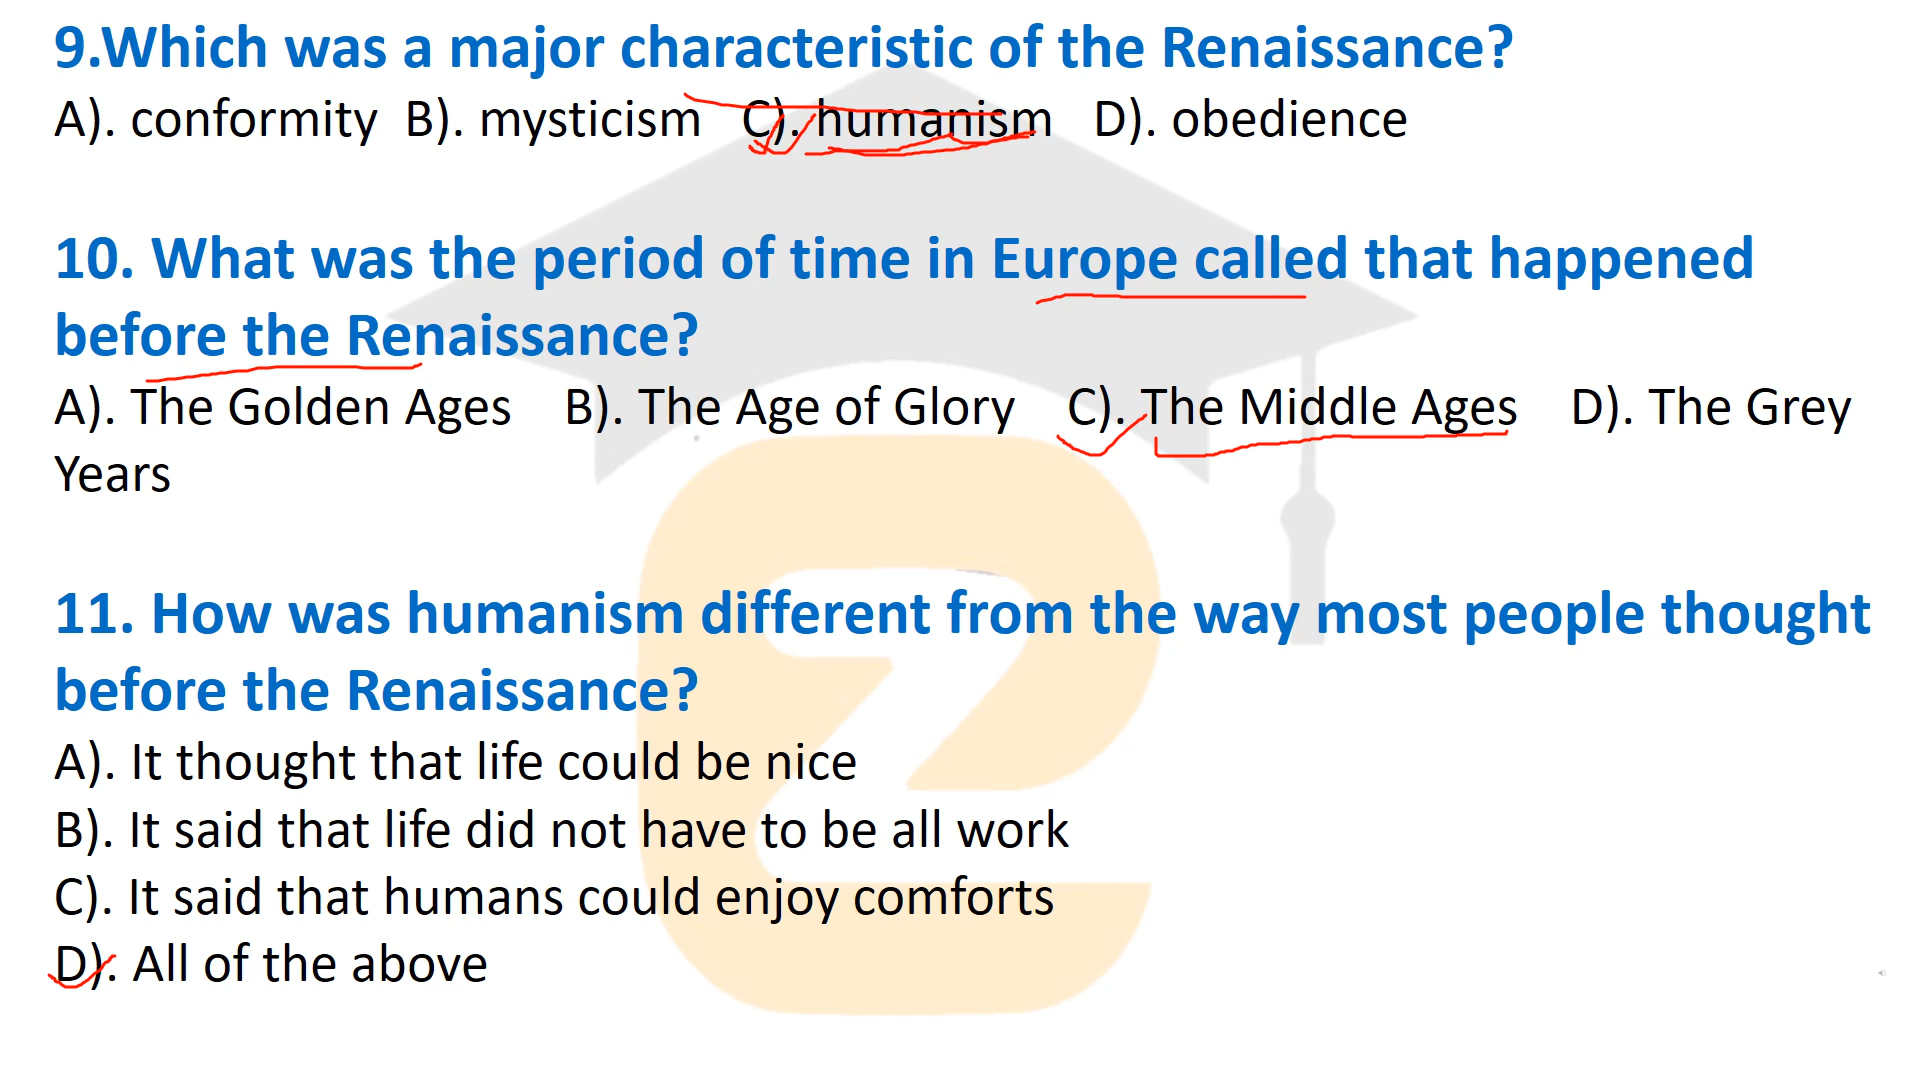 9.Which was a major characteristic of the Renaissance?
A). conformity B). mysticism C). humanism D). obedience
10. What was the period of time in Europe called that happened
before the Renaissance?
A). The Golden Ages B). The Age of Glory C). The Middle Ages D). The Grey
Years
11. How was humanism different from the way most people thought
before the Renaissance?
A). It thought that life could be nice
B). It said that life did not have to be all work
C). It said that humans could enjoy comforts
D). All of the above